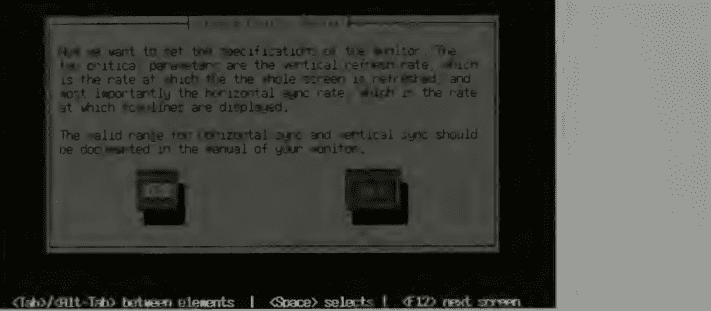 Now we want to set the specifications of the monitor. The
two critical parameters are the vertical refresh rate, which
is the rate at which the the whole screen is refreshed, and
most importantly the horizontal sync rate, which is the rate
at which scanlines are displayed.
The valid range for horizontal sync and vertical sync should
be documented in the manual of your monitor.
<Tab>/<Alt-Tab> between elements | <Space> selects | <F12> next screen